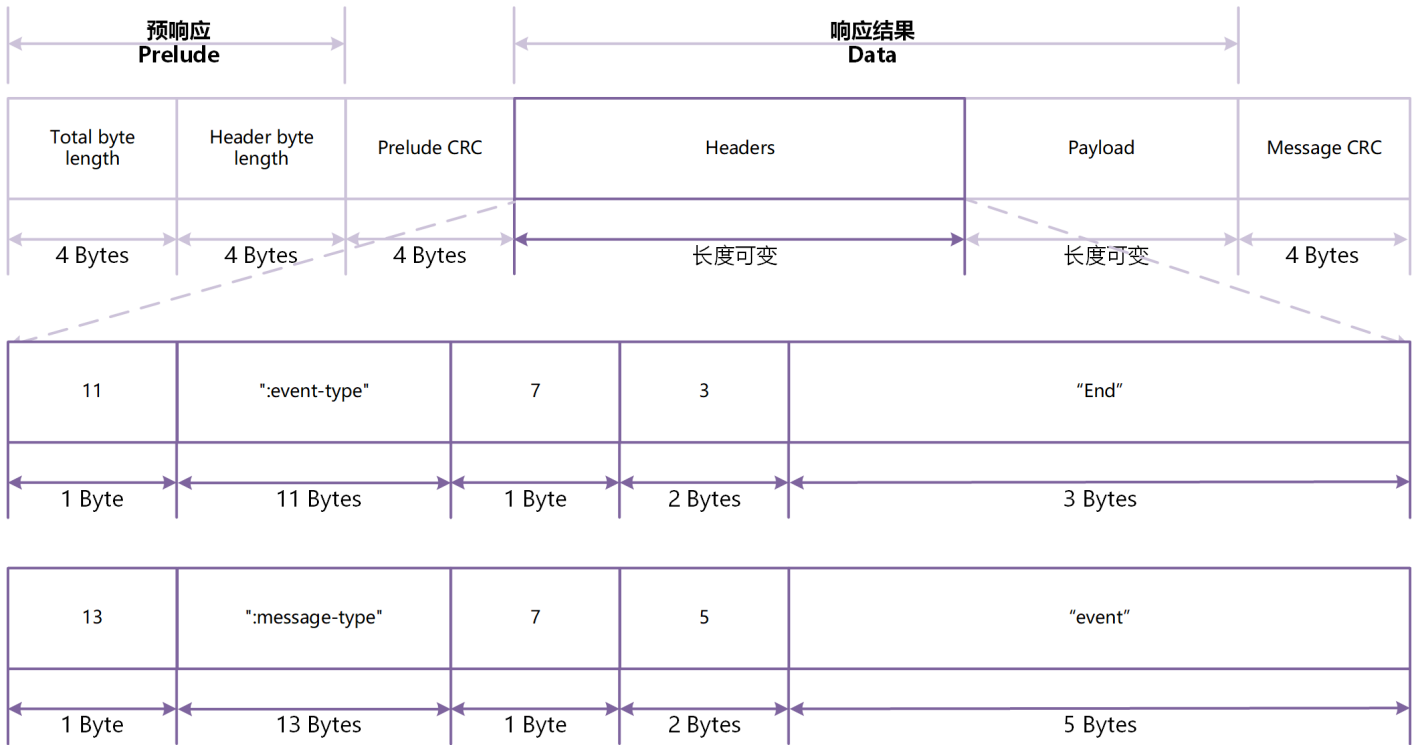 预响应
Prelude
响应结果
Data
Total byte
length
Header byte
length
Prelude CRC
Headers
Payload
Message CRC
4 Bytes
4 Bytes
4 Bytes
长度可变
长度可变
4 Bytes
11
":event-type"
7
3
“End”
1 Byte
11 Bytes
1 Byte
2 Bytes
3 Bytes
13
":message-type"
7
5
“event”
1 Byte
13 Bytes
1 Byte
2 Bytes
5 Bytes